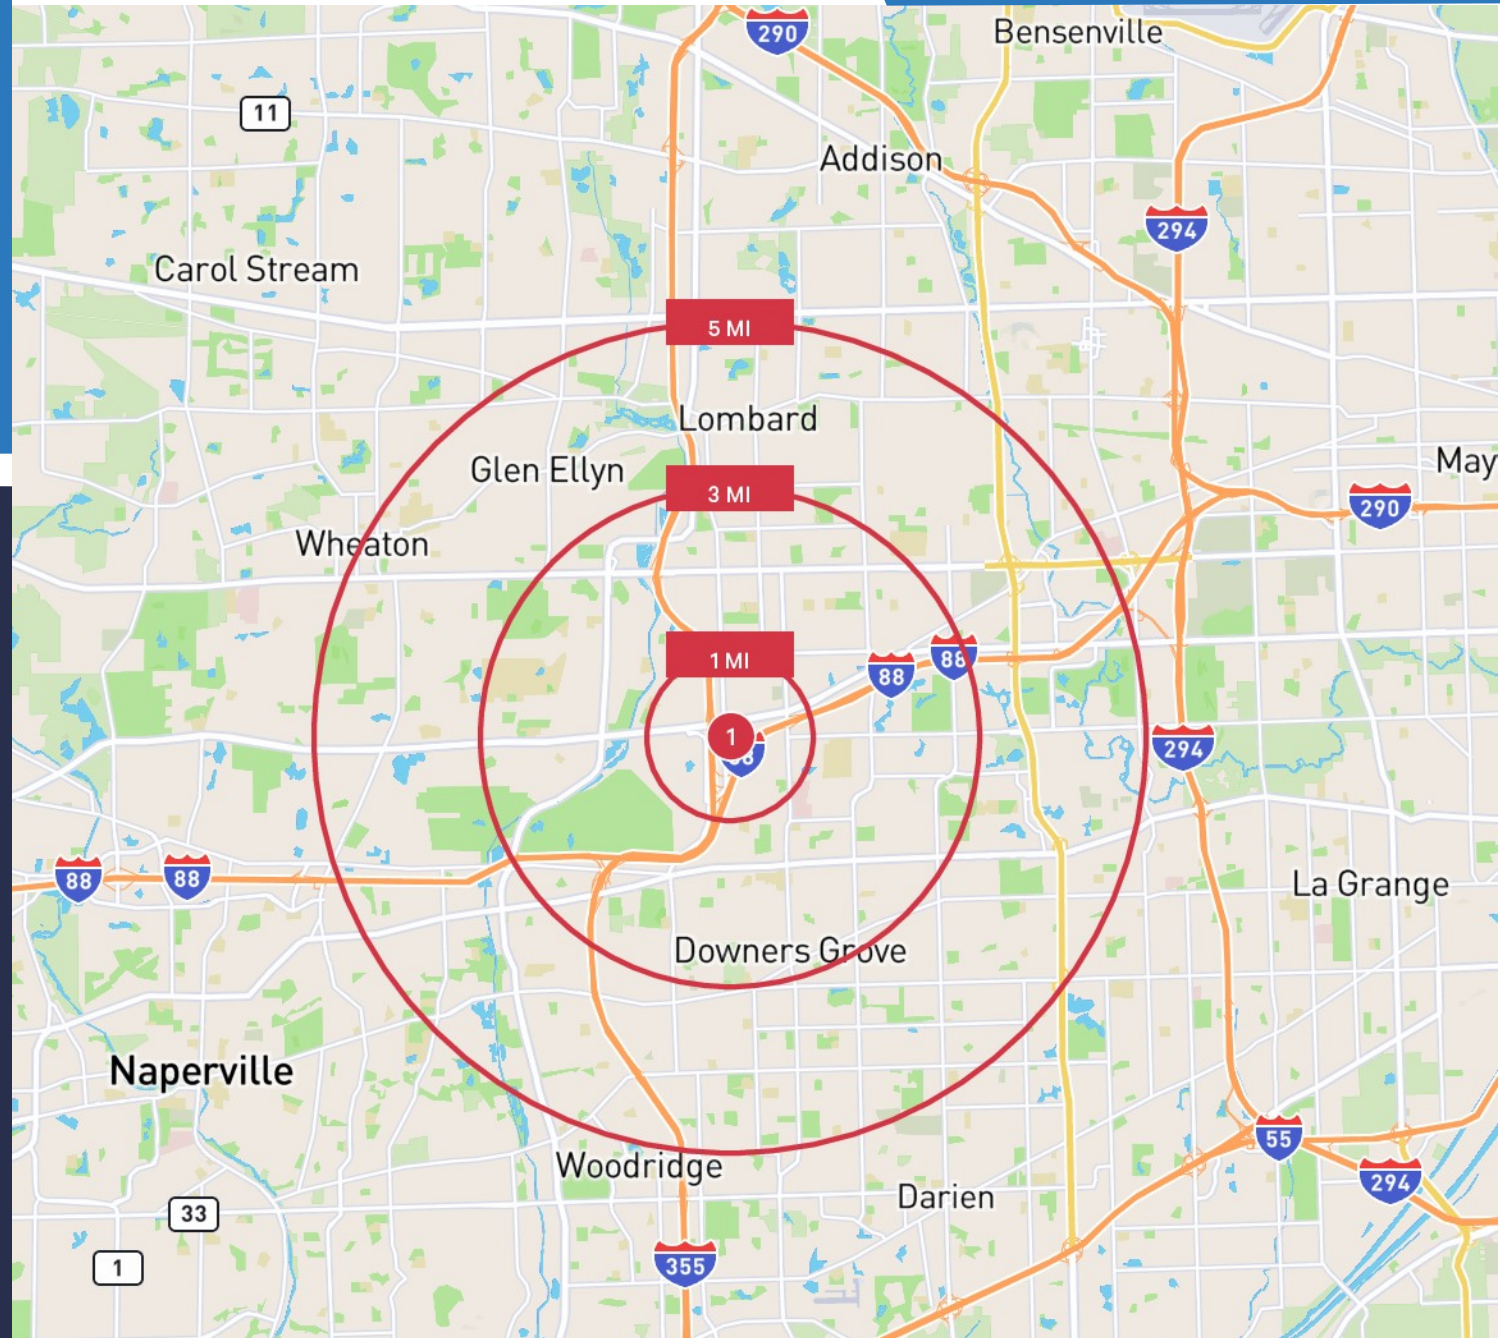 290
Bensenville
11
Addison
294
Carol Stream
5 MI
Lombard
May
Glen Ellyn
3 MI
290
Wheaton
1 MI
88
88
1
294
88
88
La Grange
Downers Grove
Naperville
55
Woodridge
294
Darien
33
1
355